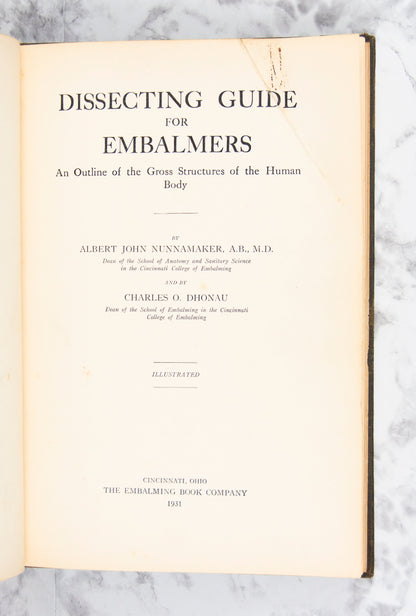 DISSECTING GUIDE
FOR
EMBALMERS
An Outline of the Gross Structures of the Human
Body
BY
ALBERT JOHN NUNNAMAKER, A.B., M.D.
Dean of the School of Anatomy and Sanitary Science
in the Cincinnati College of Embalming
AND BY
CHARLES O. DHONAU
Dean of the School of Embalming in the Cincinnati
College of Embalming
ILLUSTRATED
CINCINNATI, OHIO
THE EMBALMING BOOK COMPANY
1931